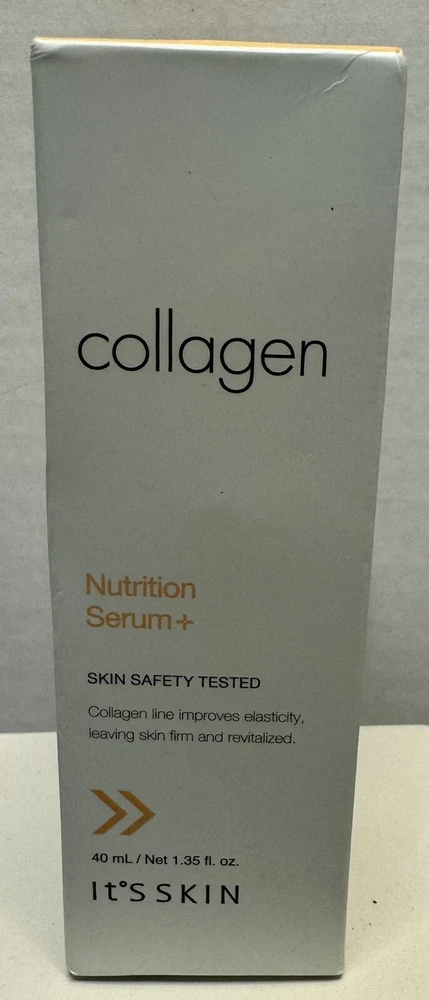 collagen
Nutrition
Serum+
SKIN SAFETY TESTED
Collagen line improves elasticity,
leaving skin firm and revitalized.
40 mL / Net 1.35 fl. oz.
It°S SKIN